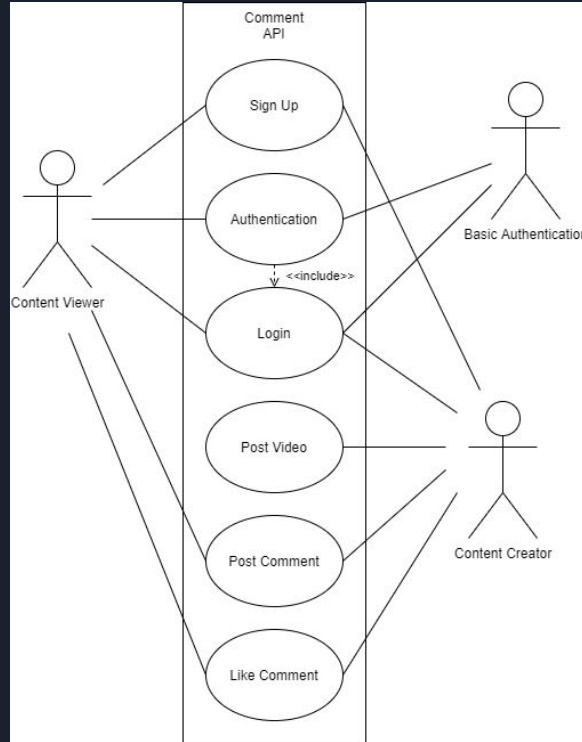 Comment
API
Sign Up
Authentication
Basic Authentication
<<include>>
Content Viewer
Login
Post Video
Content Creator
Post Comment
Like Comment